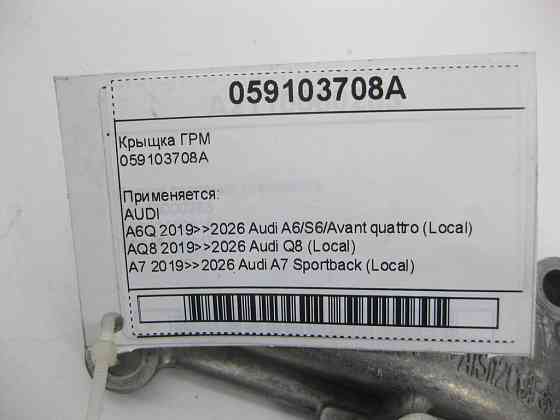 059103708A
Крыщка ГРМ
059103708A
Применяется:
AUDI
A6Q 2019>>2026 Audi A6/S6/Avant quattro (Local)
AQ8 2019>>2026 Audi Q8 (Local)
A7 2019>>2026 Audi A7 Sportback (Local)